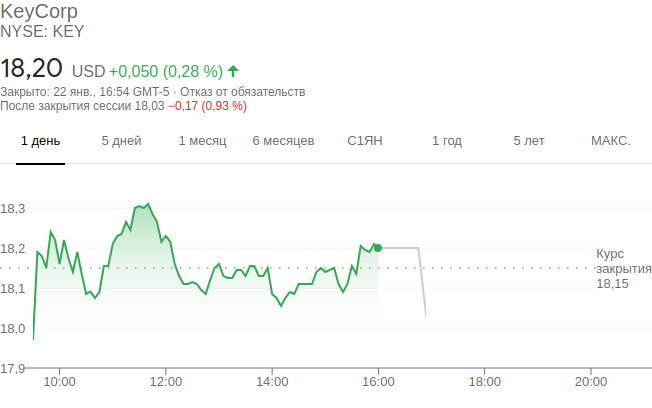 KeyCorp
NYSE: KEY
18,20 USD +0,050 (0,28 %)
Закрыто: 22 янв., 16:54 GMT-5 · Отказ от обязательств
После закрытия сессии 18,03 −0,17 (0,93 %)
1 день 5 дней 1 месяц 6 месяцев С1ЯН 1 год 5 лет МАКС.
18,3
18,2
Курс
закрытия
18,15
18,1
18,0
17,9
10:00 12:00 14:00 16:00 18:00 20:00